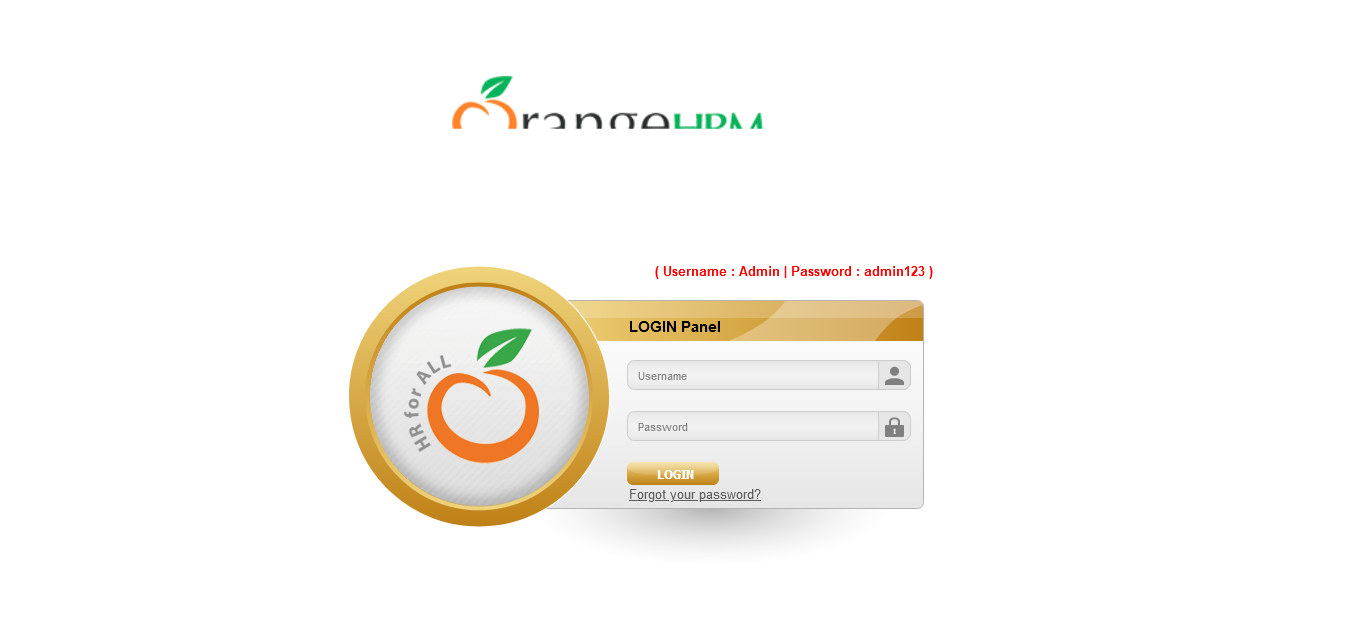 OrangeHRM
( Username : Admin | Password : admin123 )
LOGIN Panel
HR for ALL
Username
Password
LOGIN
Forgot your password?